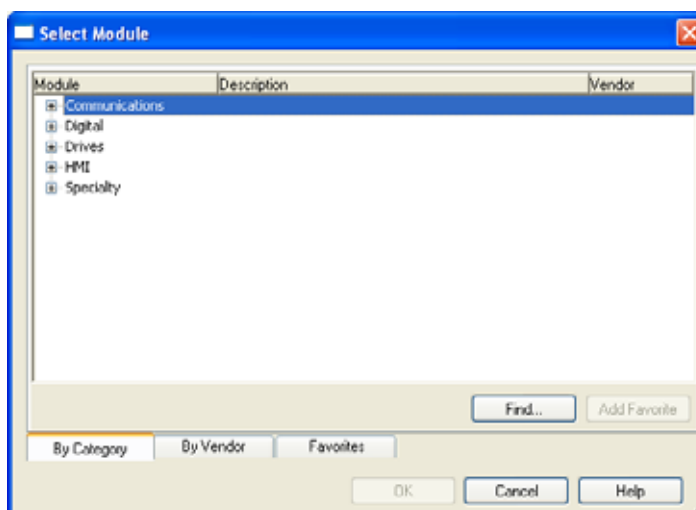 Select Module
Module Description Vendor
Communications
Digital
Drives
HMI
Specialty
Find... Add Favorite
By Category By Vendor Favorites
OK Cancel Help